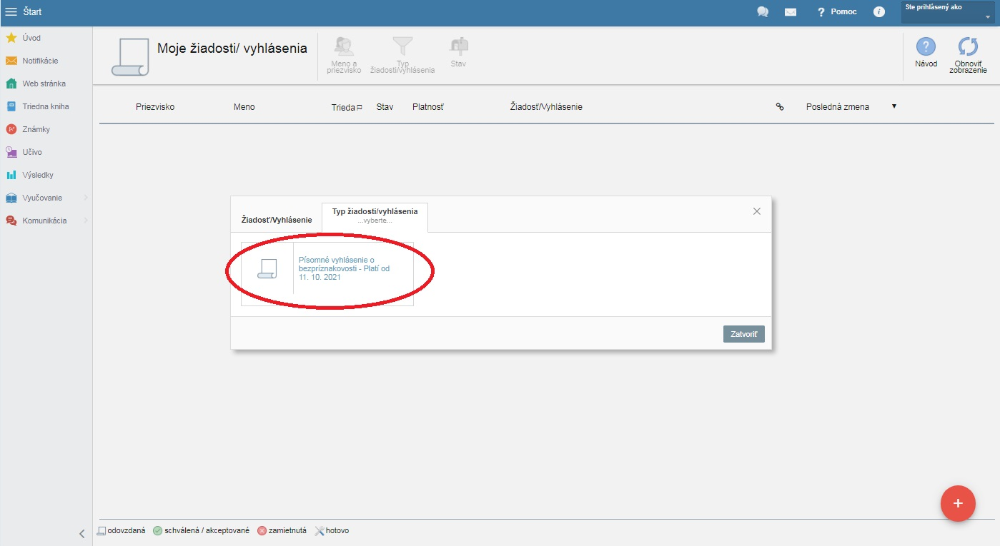 Štart
Pomoc
Ste prihlásený ako
Úvod
Notifikácie
Web stránka
Triedna kniha
Známky
Učivo
Výsledky
Vyučovanie
Komunikácia
Moje žiadosti/ vyhlásenia
Meno a
priezvisko
Typ
žiadosti/vyhlásenia
Stav
Návod
Obnoviť
zobrazenie
Priezvisko
Meno
Trieda
Stav
Platnosť
Žiadosť/Vyhlásenie
Posledná zmena
Žiadosť/Vyhlásenie
Typ žiadosti/vyhlásenia
...vyberte...
Písomné vyhlásenie o
bezpríznakovosti - Platí od
11. 10. 2021
Zatvoriť
odovzdaná
schválená / akceptované
zamietnutá
hotovo